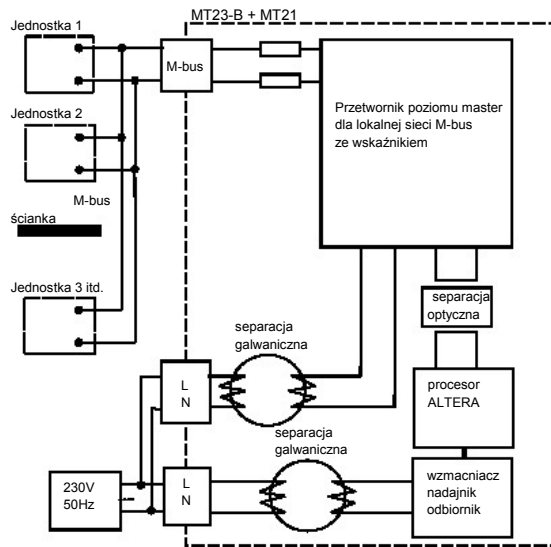 MT23-B + MT21
Jednostka 1
M-bus
Przetwornik poziomu master
dla lokalnej sieci M-bus
ze wskaźnikiem
Jednostka 2
M-bus
ścianka
Jednostka 3 itd.
separacja
optyczna
separacja
galwaniczna
L
N
procesor
ALTERA
separacja
galwaniczna
230V
50Hz
L
N
wzmacniacz
nadajnik
odbiornik